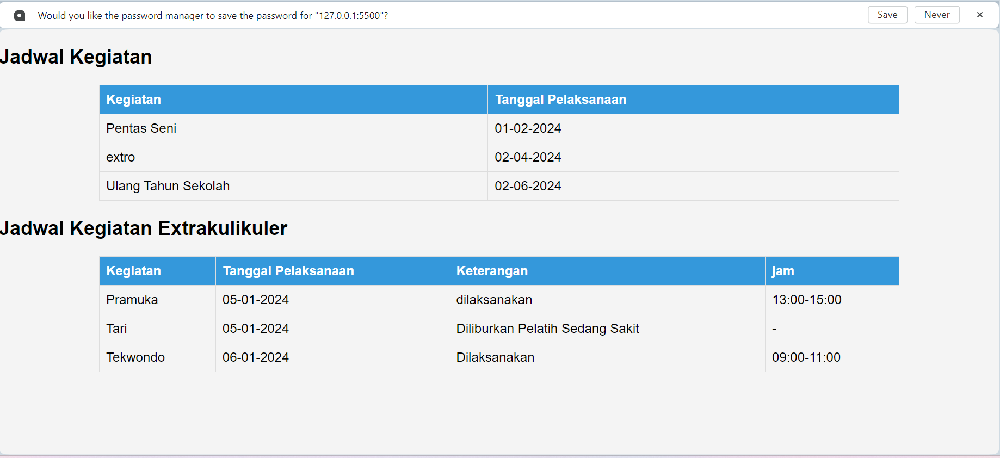 Would you like the password manager to save the password for "127.0.0.1:5500"? Save Never
Jadwal Kegiatan
Kegiatan Tanggal Pelaksanaan
Pentas Seni 01-02-2024
extro 02-04-2024
Ulang Tahun Sekolah 02-06-2024
Jadwal Kegiatan Extrakulikuler
Kegiatan Tanggal Pelaksanaan Keterangan jam
Pramuka 05-01-2024 dilaksanakan 13:00-15:00
Tari 05-01-2024 Diliburkan Pelatih Sedang Sakit -
Tekwondo 06-01-2024 Dilaksanakan 09:00-11:00